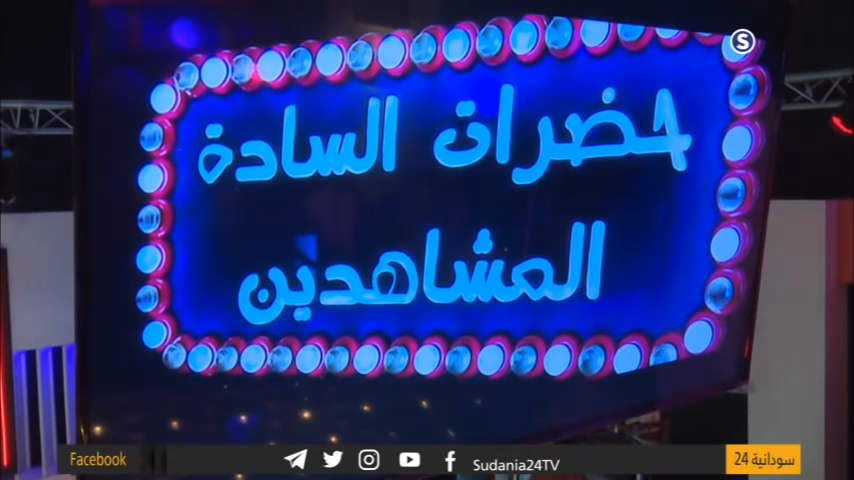 S
حضرات السادة
المشاهدين
Facebook
Sudania24TV
سودانية 24